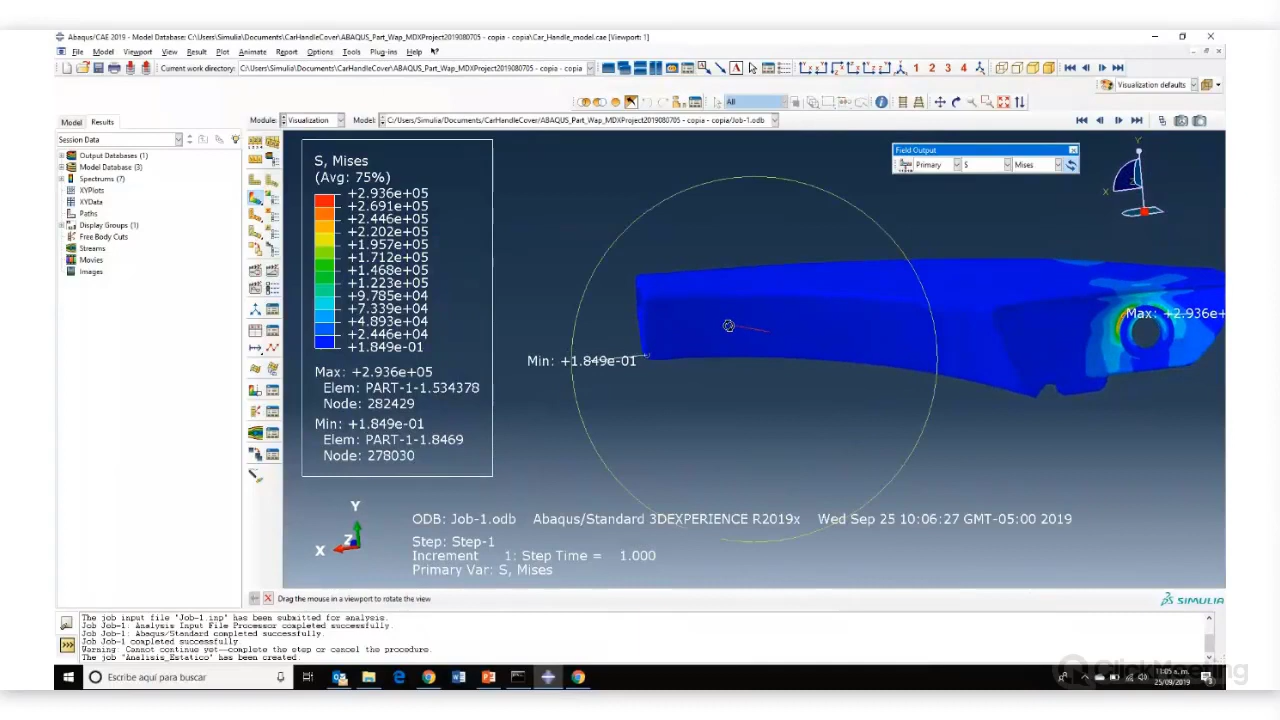 Abaqus/CAE 2019 - Model Database: C:\Users\Simulia\Documents\CarHandleCover\ABAQUS_Part_Wap_MDXProject2019080705 - copia - copia\Car_Handle_model.cae [Viewport: 1]
File Model Viewport View Result Plot Animate Report Options Tools Plug-ins Help
Current work directory: C:\Users\Simulia\Documents\CarHandleCover\ABAQUS_Part_Wap_MDXProject2019080705 - copia - copia
1 2 3 4
Visualization defaults
All
Model Results
Module: Visualization Model: C:/Users/Simulia/Documents/CarHandleCover/ABAQUS_Part_Wap_MDXProject2019080705 - copia - copia/Job-1.odb
Session Data
Output Databases (1)
Model Database (3)
Spectrums (7)
XYPlots
XYData
Paths
Display Groups (1)
Free Body Cuts
Streams
Movies
Images
S, Mises
(Avg: 75%)
+2.936e+05
+2.691e+05
+2.446e+05
+2.202e+05
+1.957e+05
+1.712e+05
+1.468e+05
+1.223e+05
+9.785e+04
+7.339e+04
+4.893e+04
+2.446e+04
+1.849e-01
Max: +2.936e+05
Elem: PART-1-1.534378
Node: 282429
Min: +1.849e-01
Elem: PART-1-1.8469
Node: 278030
Field Output
Primary S Mises
Y
X
Z
Max: +2.936e+
Min: +1.849e-01
Y
Z
X
ODB: Job-1.odb Abaqus/Standard 3DEXPERIENCE R2019x Wed Sep 25 10:06:27 GMT-05:00 2019
Step: Step-1
Increment 1: Step Time = 1.000
Primary Var: S, Mises
Drag the mouse in a viewport to rotate the view
SIMULIA
The job input file "Job-1.inp" has been submitted for analysis.
Job Job-1: Analysis Input File Processor completed successfully.
Job Job-1: Abaqus/Standard completed successfully.
Job Job-1 completed successfully
Warning: Cannot continue yet--complete the step or cancel the procedure.
The job "Analisis_Estatico" has been created.
Escribe aquí para buscar
ClickMeeting
11:05 a. m.
25/09/2019